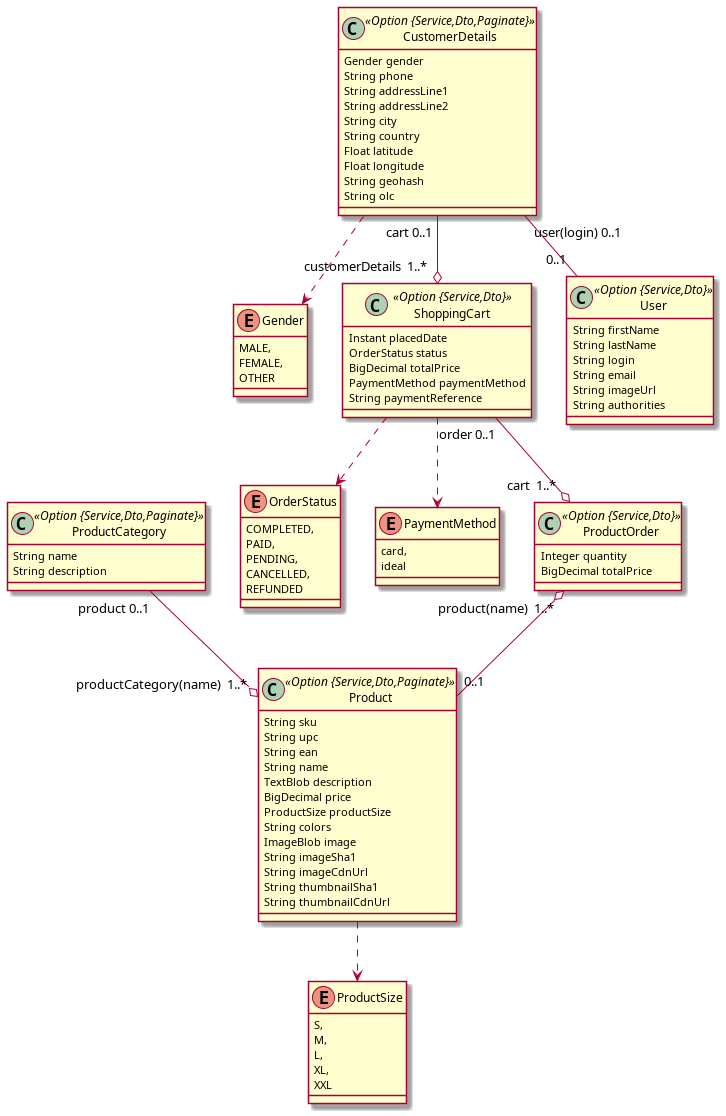 C
«Option {Service,Dto,Paginate}»
CustomerDetails
Gender gender
String phone
String addressLine1
String addressLine2
String city
String country
Float latitude
Float longitude
String geohash
String olc
cart 0..1
user(login) 0..1
customerDetails 1..*
0..1
E
Gender
MALE,
FEMALE,
OTHER
C
«Option {Service,Dto}»
ShoppingCart
Instant placedDate
OrderStatus status
BigDecimal totalPrice
PaymentMethod paymentMethod
String paymentReference
C
«Option {Service,Dto}»
User
String firstName
String lastName
String login
String email
String imageUrl
String authorities
order 0..1
cart 1..*
C
«Option {Service,Dto,Paginate}»
ProductCategory
String name
String description
E
OrderStatus
COMPLETED,
PAID,
PENDING,
CANCELLED,
REFUNDED
E
PaymentMethod
card,
ideal
C
«Option {Service,Dto}»
ProductOrder
Integer quantity
BigDecimal totalPrice
product 0..1
product(name) 1..*
productCategory(name) 1..*
0..1
C
«Option {Service,Dto,Paginate}»
Product
String sku
String upc
String ean
String name
TextBlob description
BigDecimal price
ProductSize productSize
String colors
ImageBlob image
String imageSha1
String imageCdnUrl
String thumbnailSha1
String thumbnailCdnUrl
E
ProductSize
S,
M,
L,
XL,
XXL